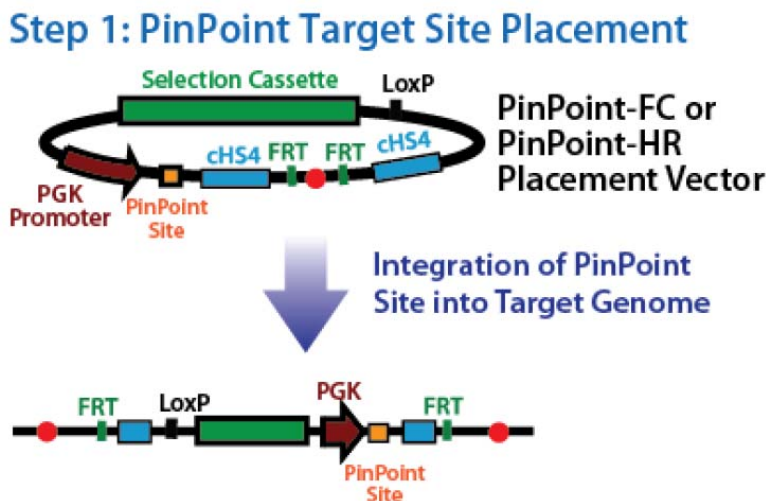 Step 1: PinPoint Target Site Placement
Selection Cassette
LoxP
PinPoint-FC or
PinPoint-HR
Placement Vector
cHS4
FRT
FRT
cHS4
PGK
Promoter
PinPoint
Site
Integration of PinPoint
Site into Target Genome
FRT
LoxP
PGK
FRT
PinPoint
Site